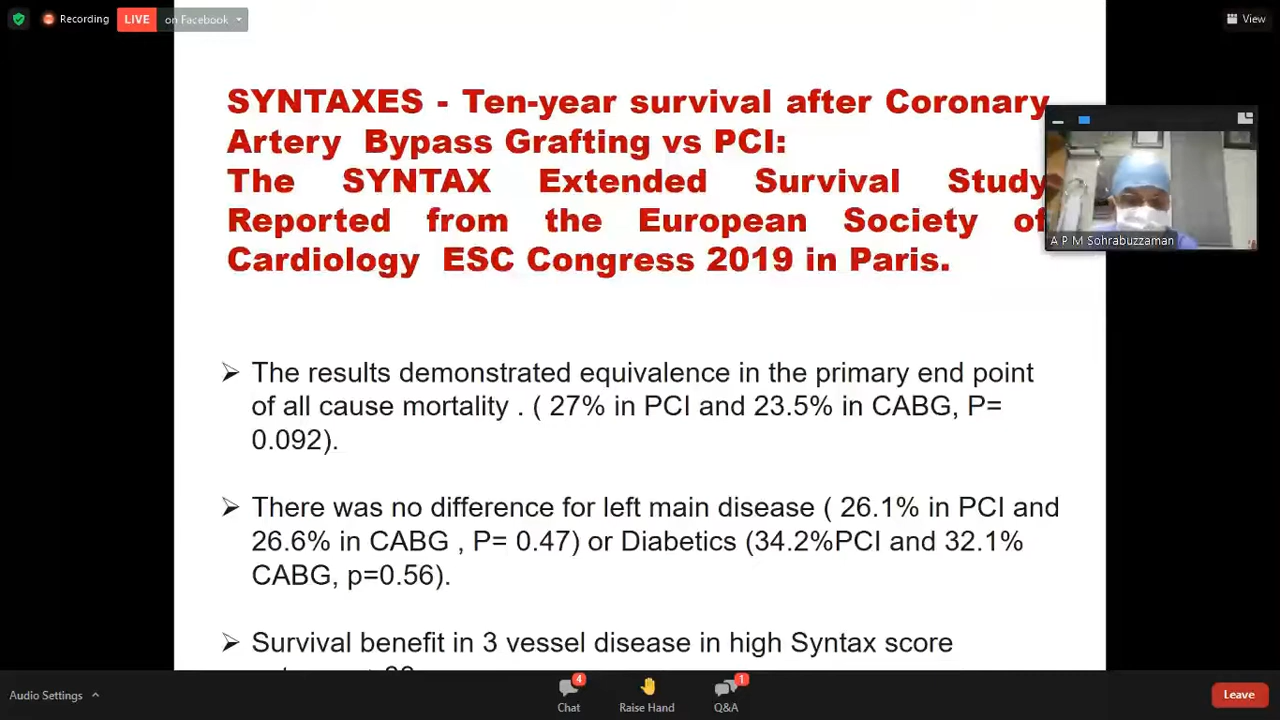 Recording
LIVE on Facebook
View
SYNTAXES - Ten-year survival after Coronary
Artery Bypass Grafting vs PCI:
The SYNTAX Extended Survival Study
Reported from the European Society of
Cardiology ESC Congress 2019 in Paris.
A P M Sohrabuzzaman
➢ The results demonstrated equivalence in the primary end point
of all cause mortality . ( 27% in PCI and 23.5% in CABG, P=
0.092).
➢ There was no difference for left main disease ( 26.1% in PCI and
26.6% in CABG , P= 0.47) or Diabetics (34.2%PCI and 32.1%
CABG, p=0.56).
➢ Survival benefit in 3 vessel disease in high Syntax score
Audio Settings
4
Chat
Raise Hand
1
Q&A
Leave